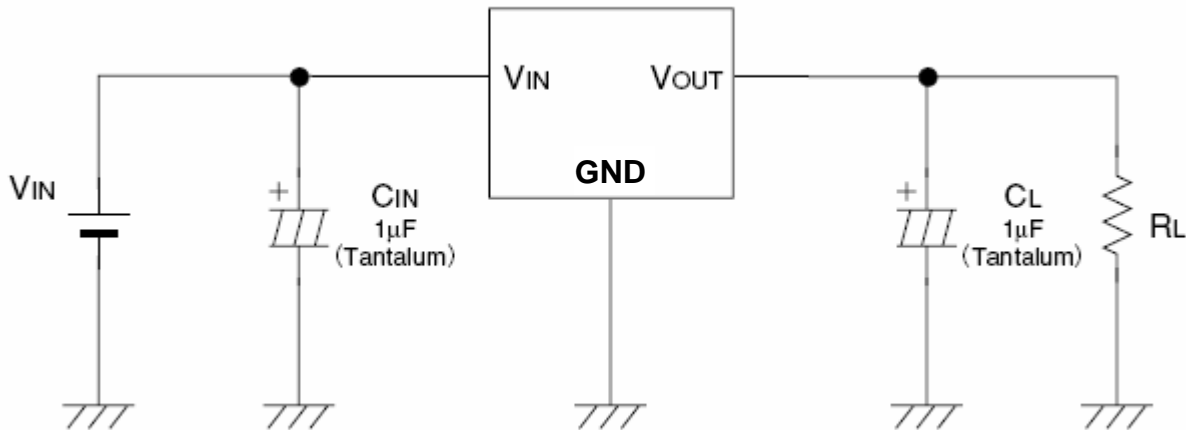 VIN
VOUT
GND
VIN
+
CIN
1μF
(Tantalum)
+
CL
1μF
(Tantalum)
RL